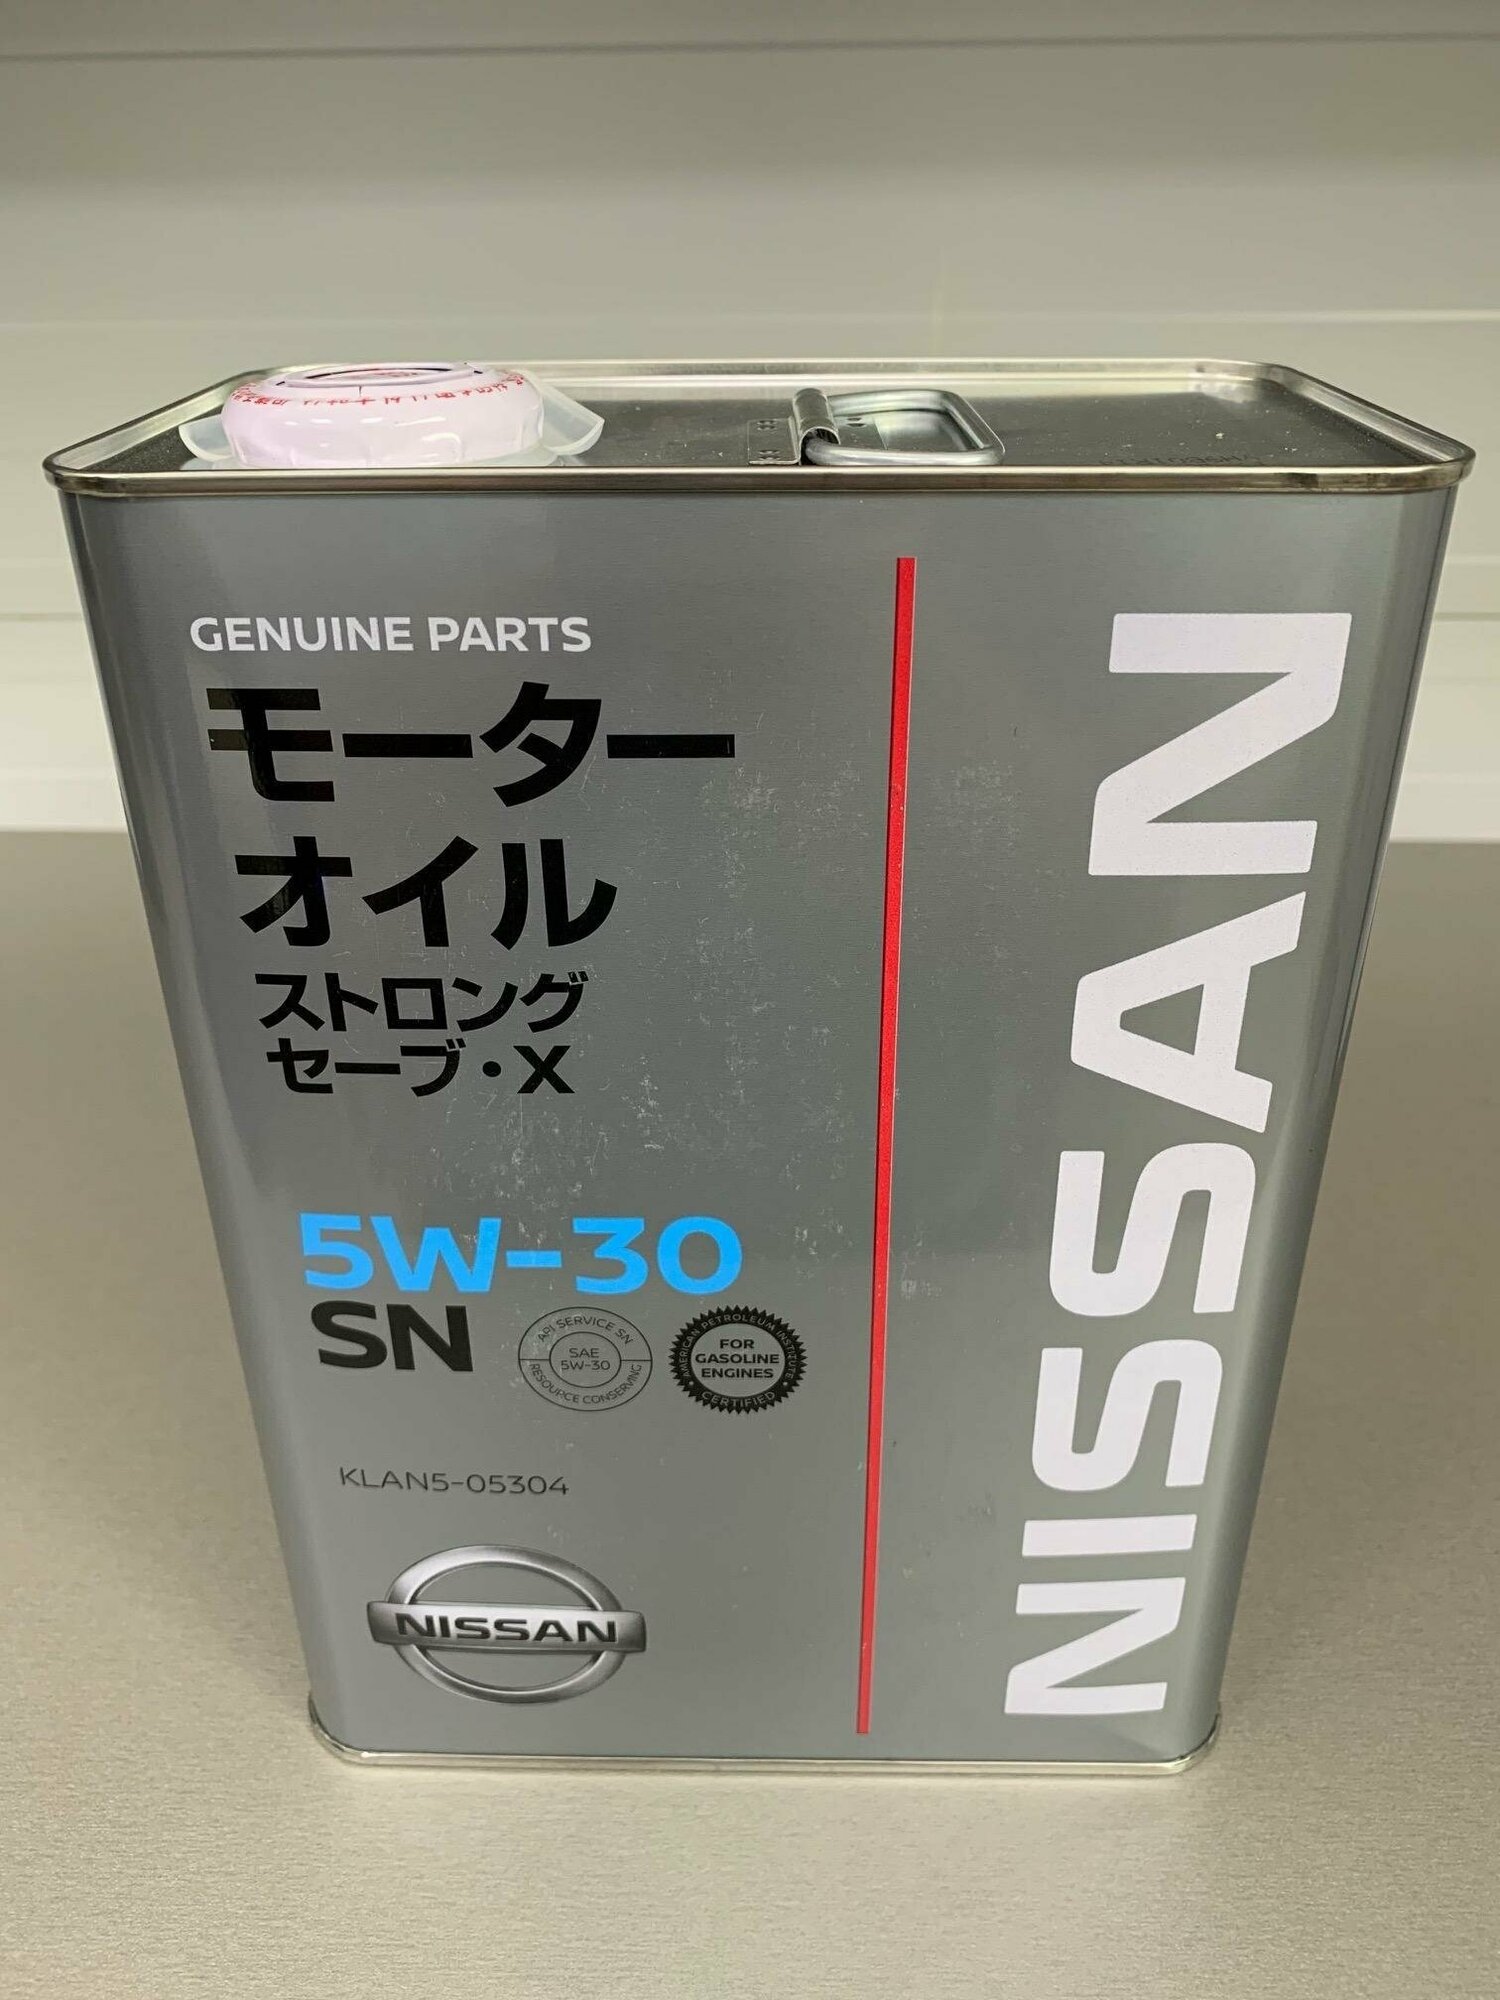 GENUINE PARTS
モーター
オイル
ストロング
セーブ・X
5W-30
SN
API SERVICE SN
SAE
5W-30
RESOURCE CONSERVING
AMERICAN PETROLEUM INSTITUTE
FOR
GASOLINE
ENGINES
CERTIFIED
KLAN5-05304
NISSAN
NISSAN